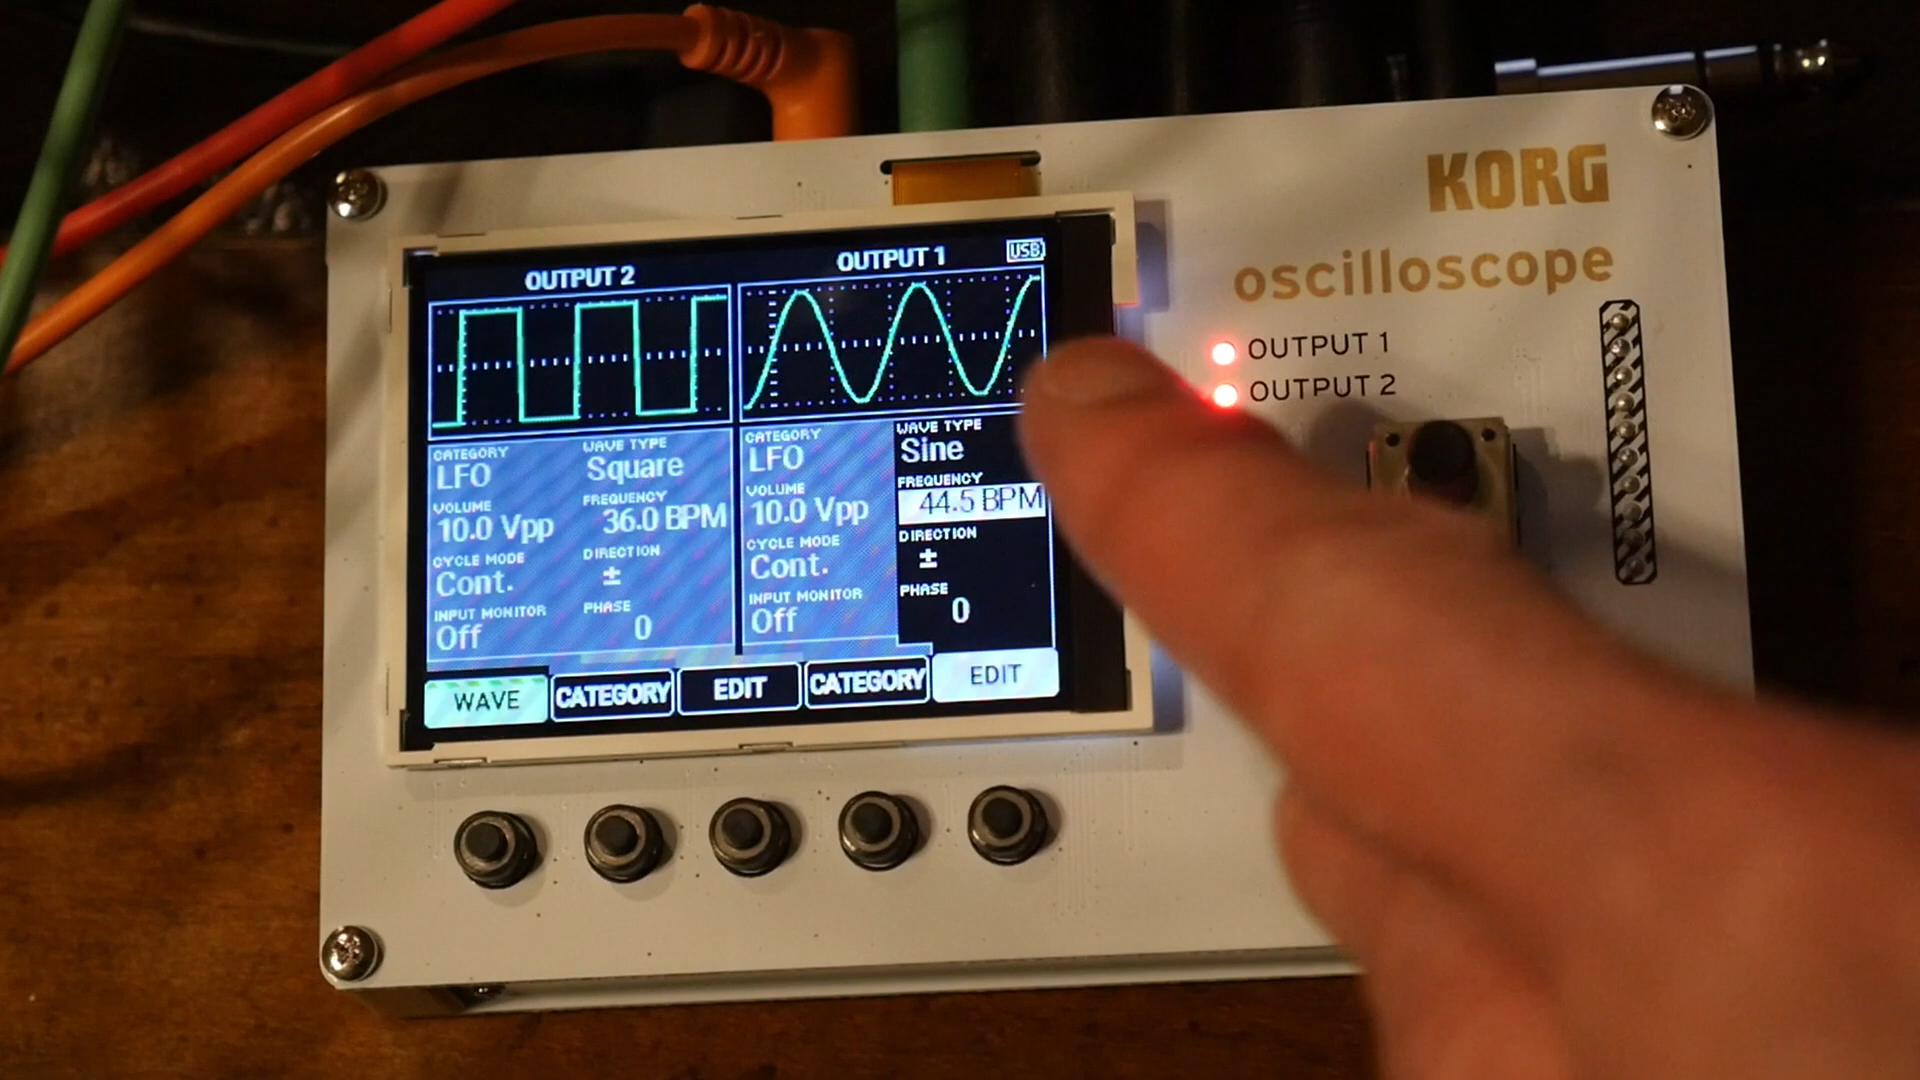 KORG
oscilloscope
OUTPUT 1
OUTPUT 2
OUTPUT 2
OUTPUT 1
USB
CATEGORY
LFO
WAVE TYPE
Square
VOLUME
10.0 Vpp
FREQUENCY
36.0 BPM
CYCLE MODE
Cont.
DIRECTION
±
INPUT MONITOR
Off
PHASE
0
CATEGORY
LFO
WAVE TYPE
Sine
VOLUME
10.0 Vpp
FREQUENCY
44.5 BPM
CYCLE MODE
Cont.
DIRECTION
±
INPUT MONITOR
Off
PHASE
0
WAVE
CATEGORY
EDIT
CATEGORY
EDIT